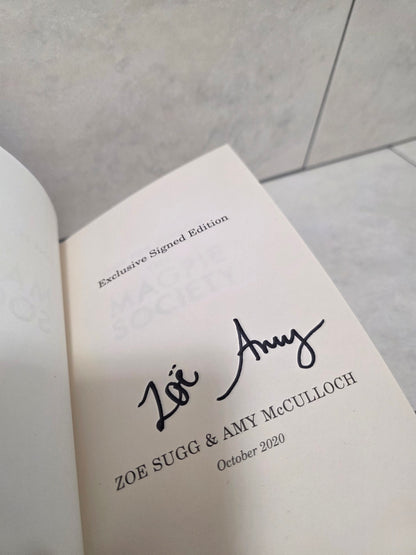 Exclusive Signed Edition
MAGPIE
SOCIETY
Zoë Amy
ZOE SUGG & AMY McCULLOCH
October 2020